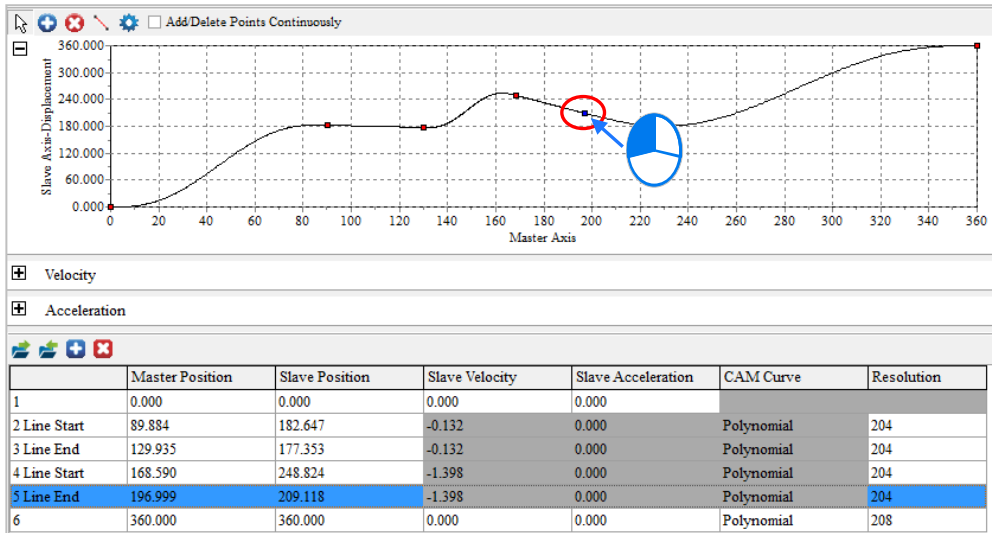 Add/Delete Points Continuously
360.000
300.000
240.000
180.000
120.000
60.000
0.000
Slave Axis-Displacement
0 20 40 60 80 100 120 140 160 180 200 220 240 260 280 300 320 340 360
Master Axis
Velocity
Acceleration
Master Position Slave Position Slave Velocity Slave Acceleration CAM Curve Resolution
1 0.000 0.000 0.000 0.000
2 Line Start 89.884 182.647 -0.132 0.000 Polynomial 204
3 Line End 129.935 177.353 -0.132 0.000 Polynomial 204
4 Line Start 168.590 248.824 -1.398 0.000 Polynomial 204
5 Line End 196.999 209.118 -1.398 0.000 Polynomial 204
6 360.000 360.000 0.000 0.000 Polynomial 208